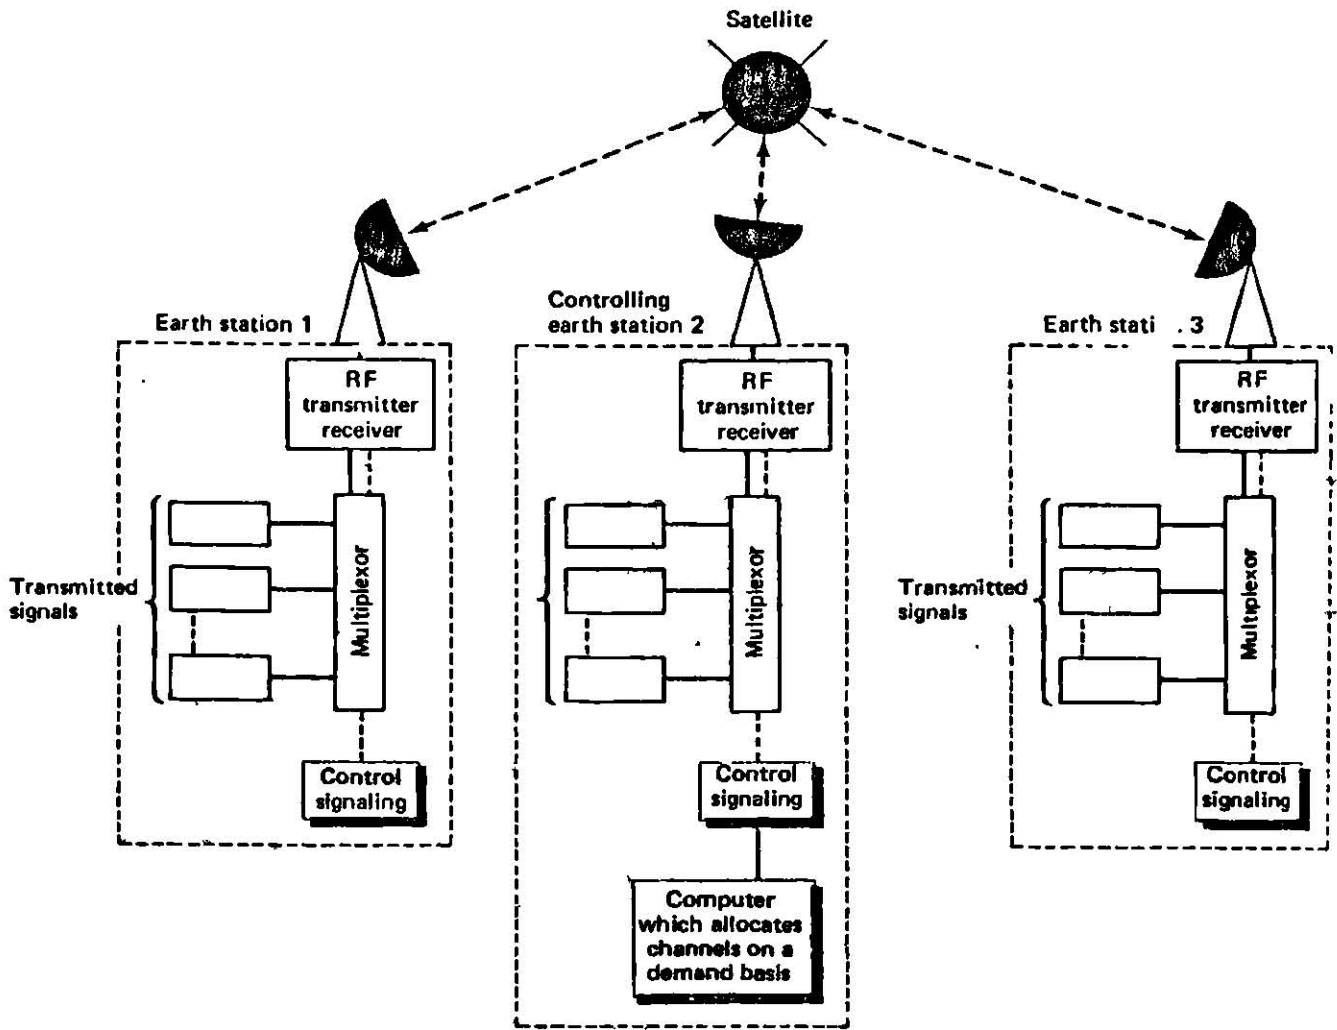 Satellite
Earth station 1
RF
transmitter
receiver
Multiplexor
Transmitted
signals
Control
signaling
Controlling
earth station 2
RF
transmitter
receiver
Multiplexor
Control
signaling
Computer
which allocates
channels on a
demand basis
Earth stati . 3
RF
transmitter
receiver
Multiplexor
Transmitted
signals
Control
signaling